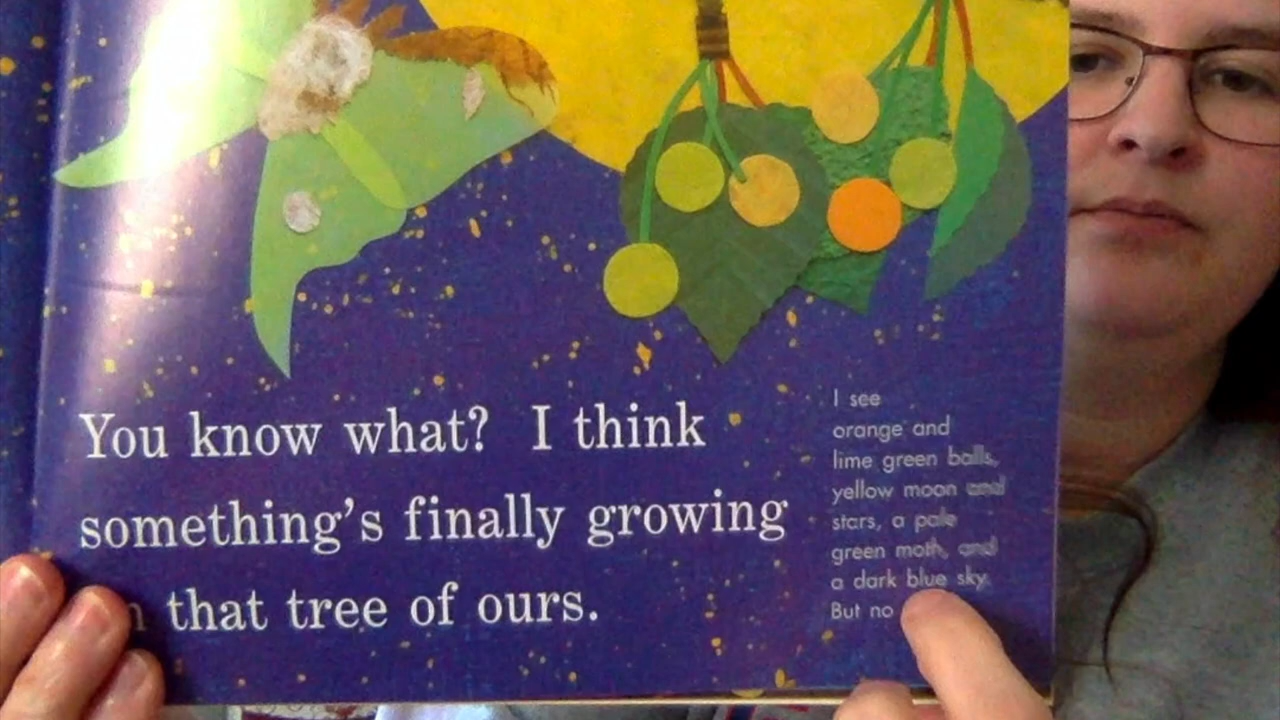 You know what? I think
something's finally growing
that tree of ours.
I see
orange and
lime green balls,
yellow moon and
stars, a pale
green moth, and
a dark blue sky.
But no